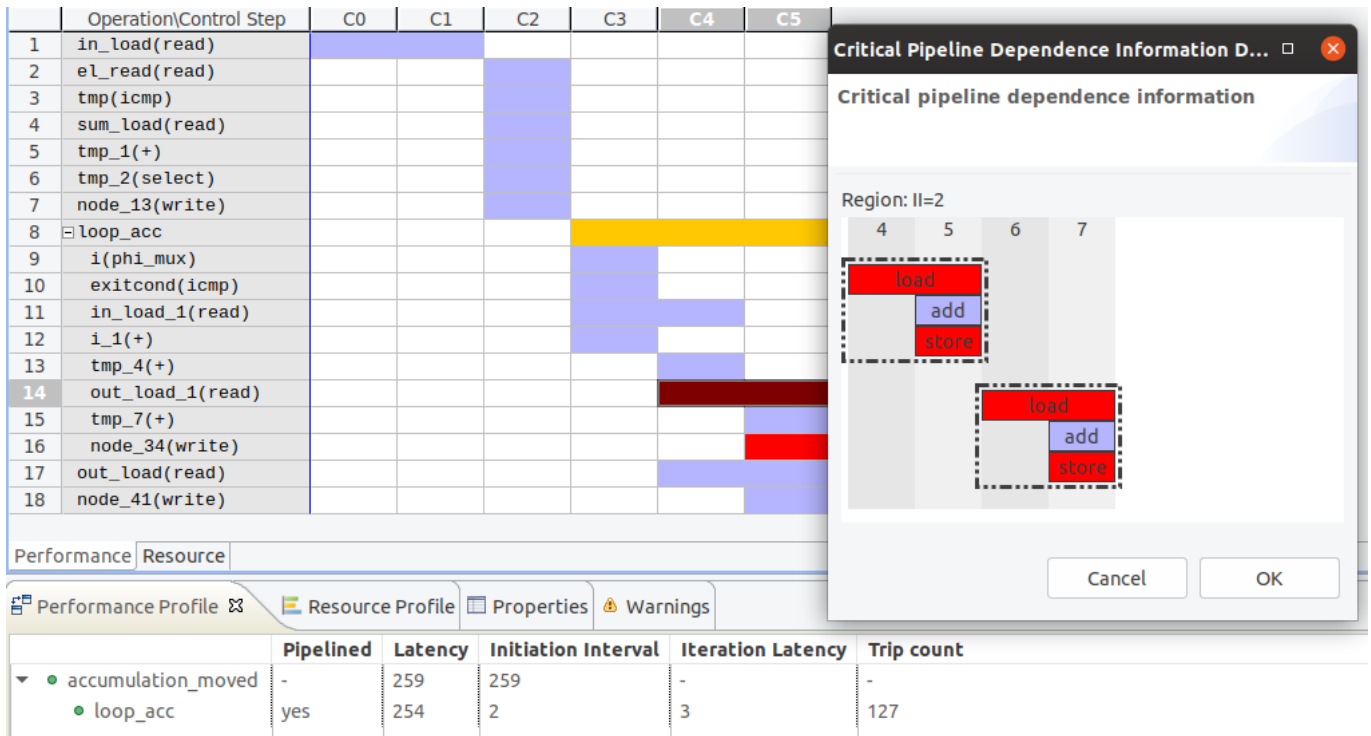 Operation\Control Step C0 C1 C2 C3 C4 C5
1 in_load(read)
2 el_read(read)
3 tmp(icmp)
4 sum_load(read)
5 tmp_1(+)
6 tmp_2(select)
7 node_13(write)
8 loop_acc
9 i(phi_mux)
10 exitcond(icmp)
11 in_load_1(read)
12 i_1(+)
13 tmp_4(+)
14 out_load_1(read)
15 tmp_7(+)
16 node_34(write)
17 out_load(read)
18 node_41(write)
Performance Resource
Critical Pipeline Dependence Information D...
Critical pipeline dependence information
Region: II=2
4 5 6 7
load
add
store
load
add
store
Cancel OK
Performance Profile Resource Profile Properties Warnings
Pipelined Latency Initiation Interval Iteration Latency Trip count
accumulation_moved - 259 259 - -
loop_acc yes 254 2 3 127